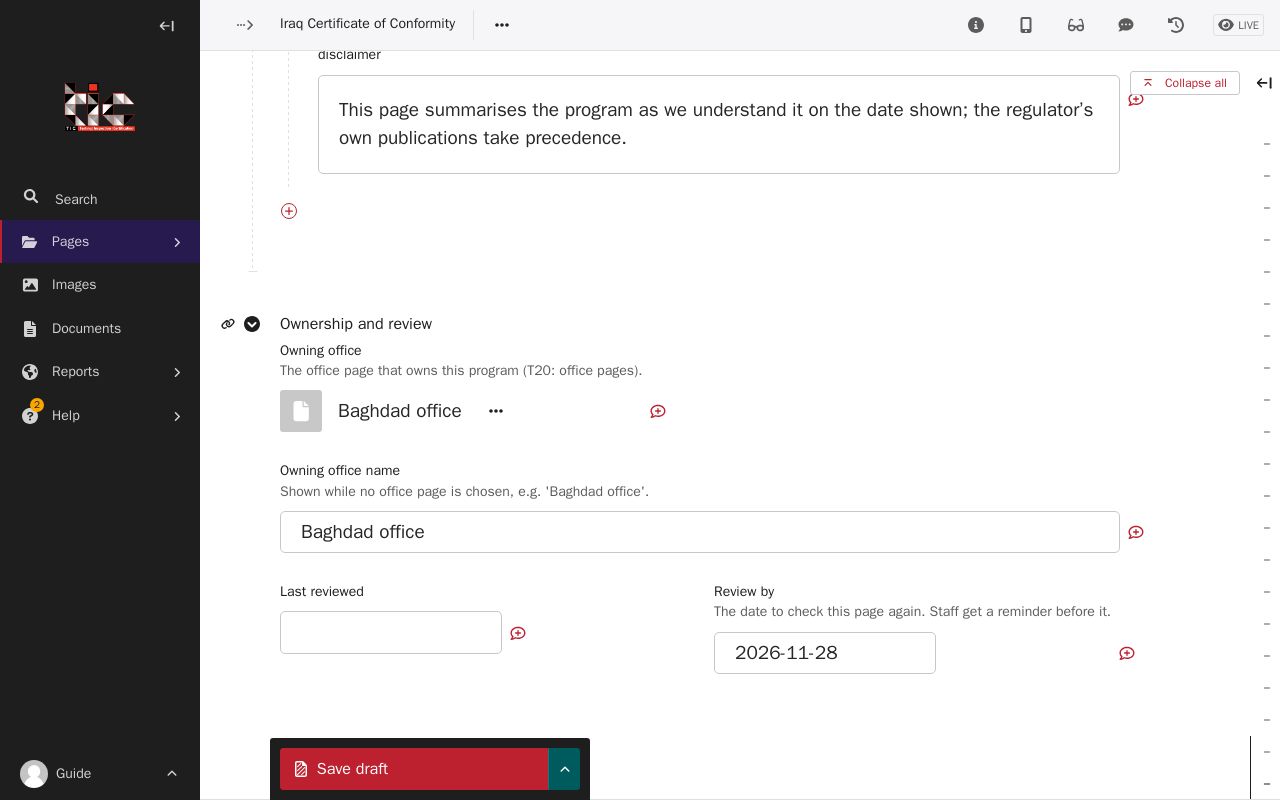 Iraq Certificate of Conformity
LIVE
Search
Pages
Images
Documents
Reports
2
Help
Guide
disclaimer
This page summarises the program as we understand it on the date shown; the regulator’s
own publications take precedence.
Collapse all
Ownership and review
Owning office
The office page that owns this program (T20: office pages).
Baghdad office
Owning office name
Shown while no office page is chosen, e.g. 'Baghdad office'.
Baghdad office
Last reviewed
Review by
The date to check this page again. Staff get a reminder before it.
2026-11-28
Save draft